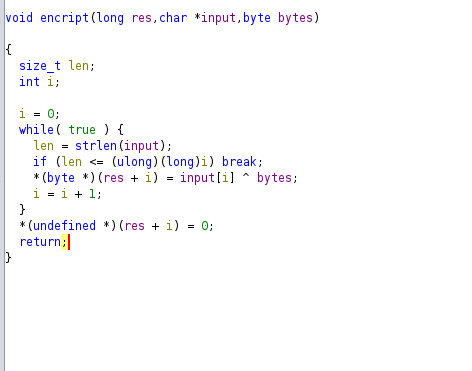 void encript(long res,char *input,byte bytes)
{
size_t len;
int i;
i = 0;
while( true ) {
len = strlen(input);
if (len <= (ulong)(long)i) break;
*(byte *)(res + i) = input[i] ^ bytes;
i = i + 1;
}
*(undefined *)(res + i) = 0;
return;
}